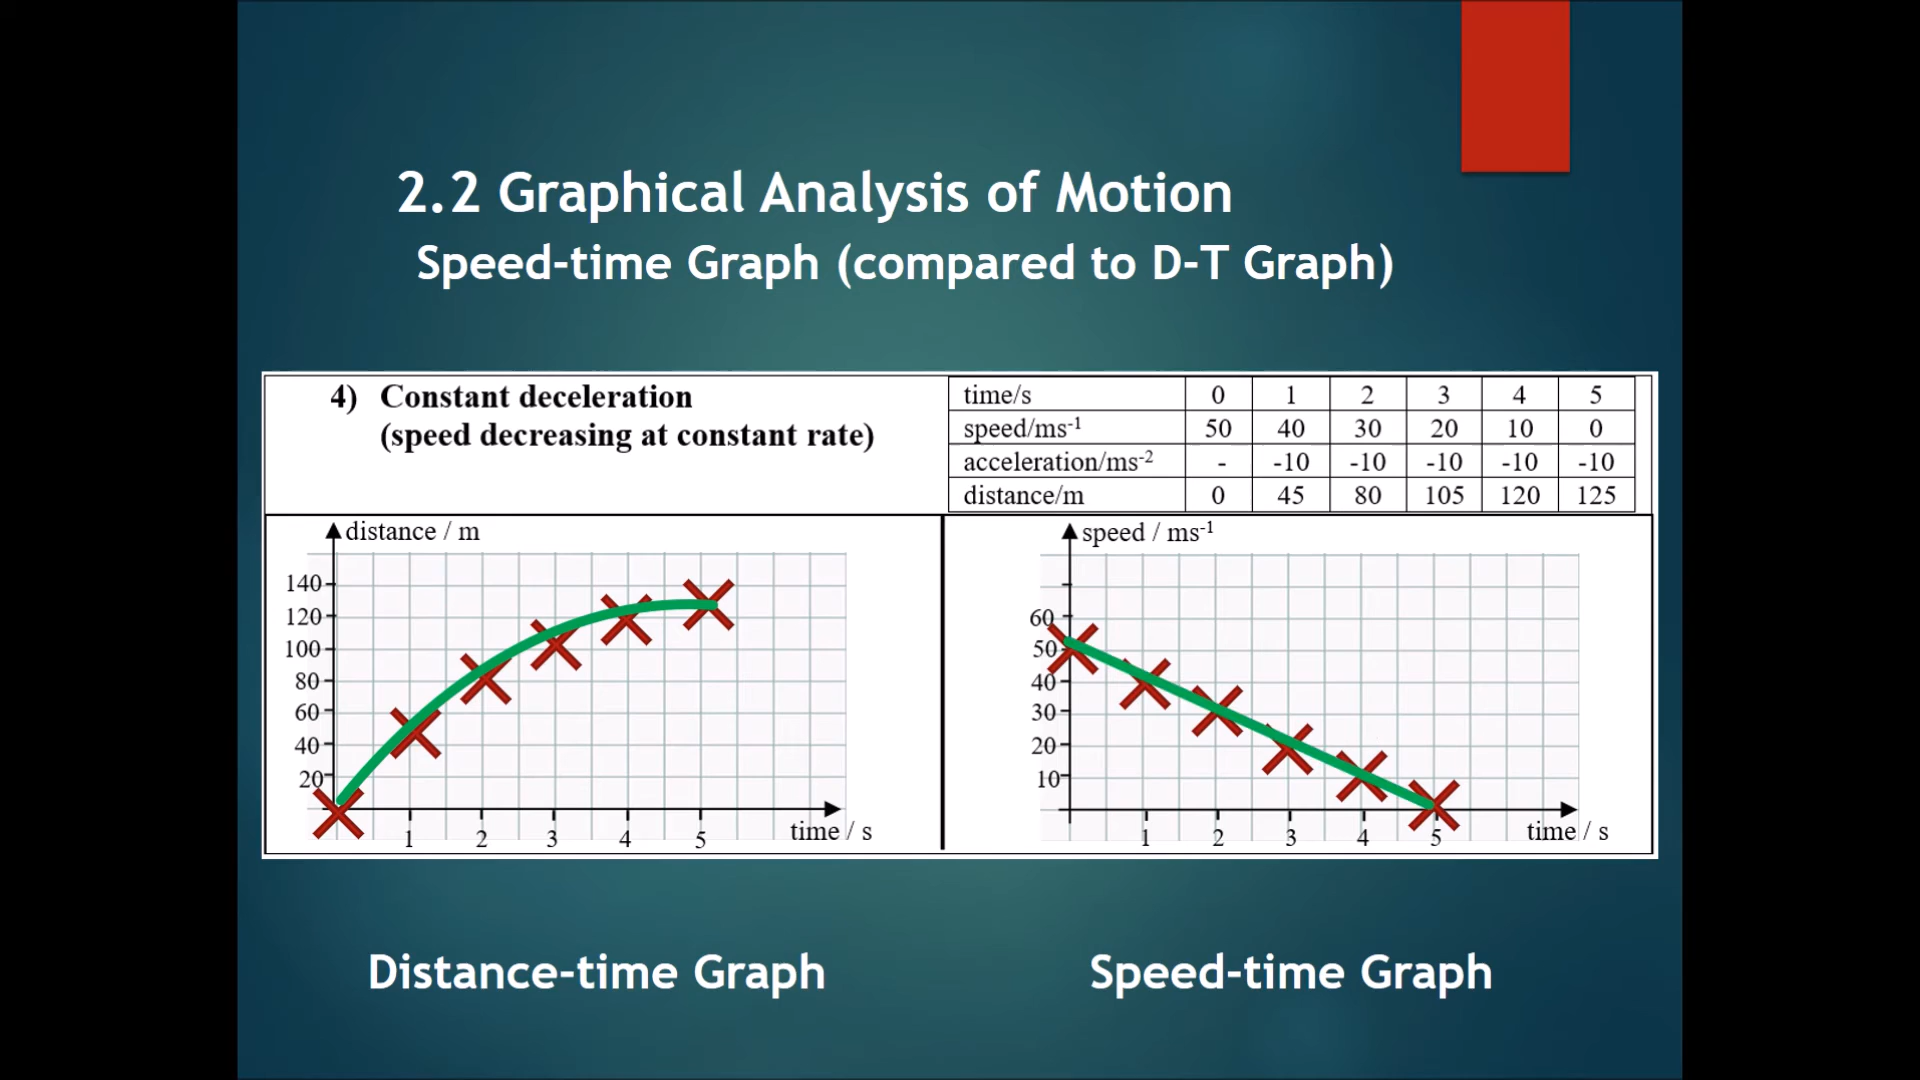 2.2 Graphical Analysis of Motion
Speed-time Graph (compared to D-T Graph)
4) Constant deceleration
(speed decreasing at constant rate)
time/s 0 1 2 3 4 5
speed/ms-1 50 40 30 20 10 0
acceleration/ms-2 - -10 -10 -10 -10 -10
distance/m 0 45 80 105 120 125
distance / m
140
120
100
80
60
40
20
1 2 3 4 5
time / s
speed / ms-1
60
50
40
30
20
10
1 2 3 4 5
time / s
Distance-time Graph
Speed-time Graph